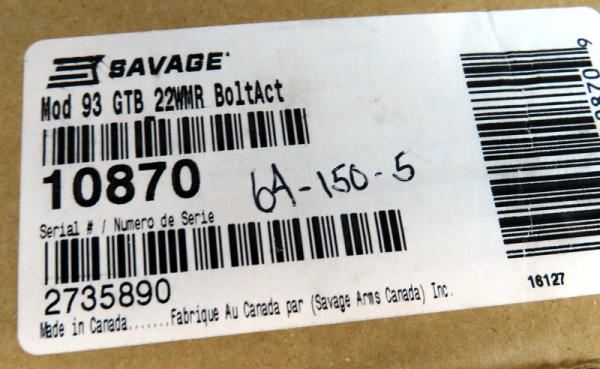 SAVAGE
Mod 93 GTB 22WMR BoltAct
10870
6A-150-5
Serial # / Numero de Serie
2735890
Made in Canada.......Fabrique Au Canada par (Savage Arms Canada) Inc.
16127